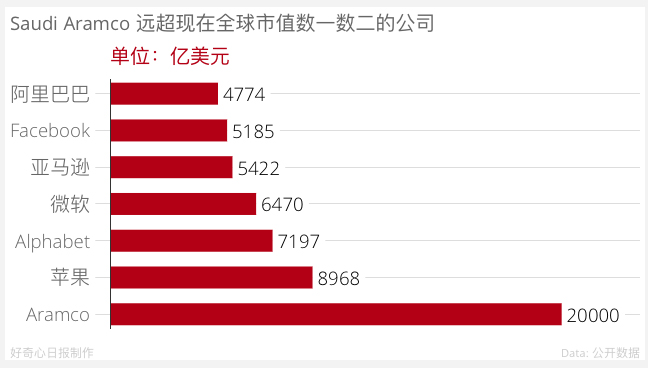 Saudi Aramco 远超现在全球市值数一数二的公司
单位：亿美元
阿里巴巴 4774
Facebook 5185
亚马逊 5422
微软 6470
Alphabet 7197
苹果 8968
Aramco 20000
好奇心日报制作 Data: 公开数据